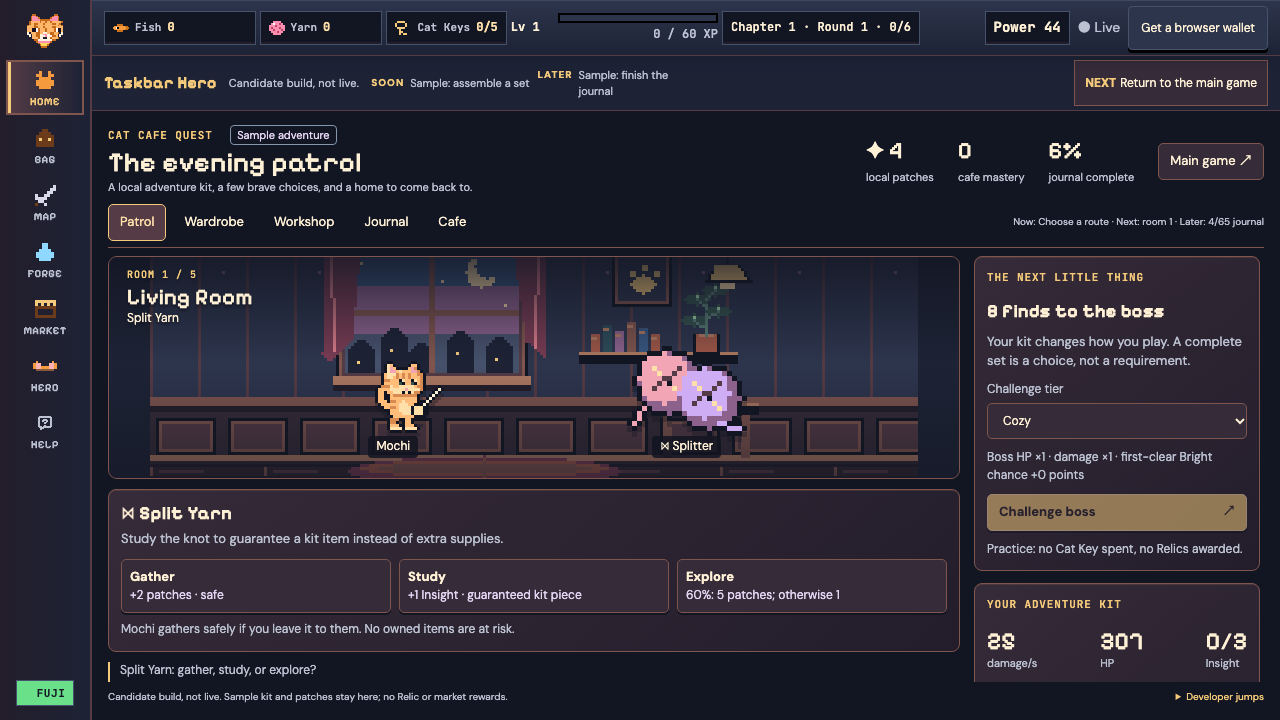 Fish 0
Yarn 0
Cat Keys 0/5
Lv 1
0 / 60 XP
Chapter 1 · Round 1 · 0/6
Power 44
Live
Get a browser wallet
HOME
BAG
MAP
FORGE
MARKET
HERO
HELP
FUJI
Taskbar Hero
Candidate build, not live.
SOON Sample: assemble a set
LATER Sample: finish the
journal
NEXT Return to the main game
CAT CAFE QUEST
Sample adventure
The evening patrol
A local adventure kit, a few brave choices, and a home to come back to.
✦ 4
local patches
0
cafe mastery
6%
journal complete
Main game ↗
Patrol
Wardrobe
Workshop
Journal
Cafe
Now: Choose a route · Next: room 1 · Later: 4/65 journal
ROOM 1 / 5
Living Room
Split Yarn
Mochi
⋈ Splitter
⋈ Split Yarn
Study the knot to guarantee a kit item instead of extra supplies.
Gather
+2 patches · safe
Study
+1 Insight · guaranteed kit piece
Explore
60%: 5 patches; otherwise 1
Mochi gathers safely if you leave it to them. No owned items are at risk.
Split Yarn: gather, study, or explore?
THE NEXT LITTLE THING
8 finds to the boss
Your kit changes how you play. A complete
set is a choice, not a requirement.
Challenge tier
Cozy
Boss HP ×1 · damage ×1 · first-clear Bright
chance +0 points
Challenge boss ↗
Practice: no Cat Key spent, no Relics awarded.
YOUR ADVENTURE KIT
29
damage/s
307
HP
0/3
Insight
Candidate build, not live. Sample kit and patches stay here; no Relic or market rewards.
▶ Developer jumps